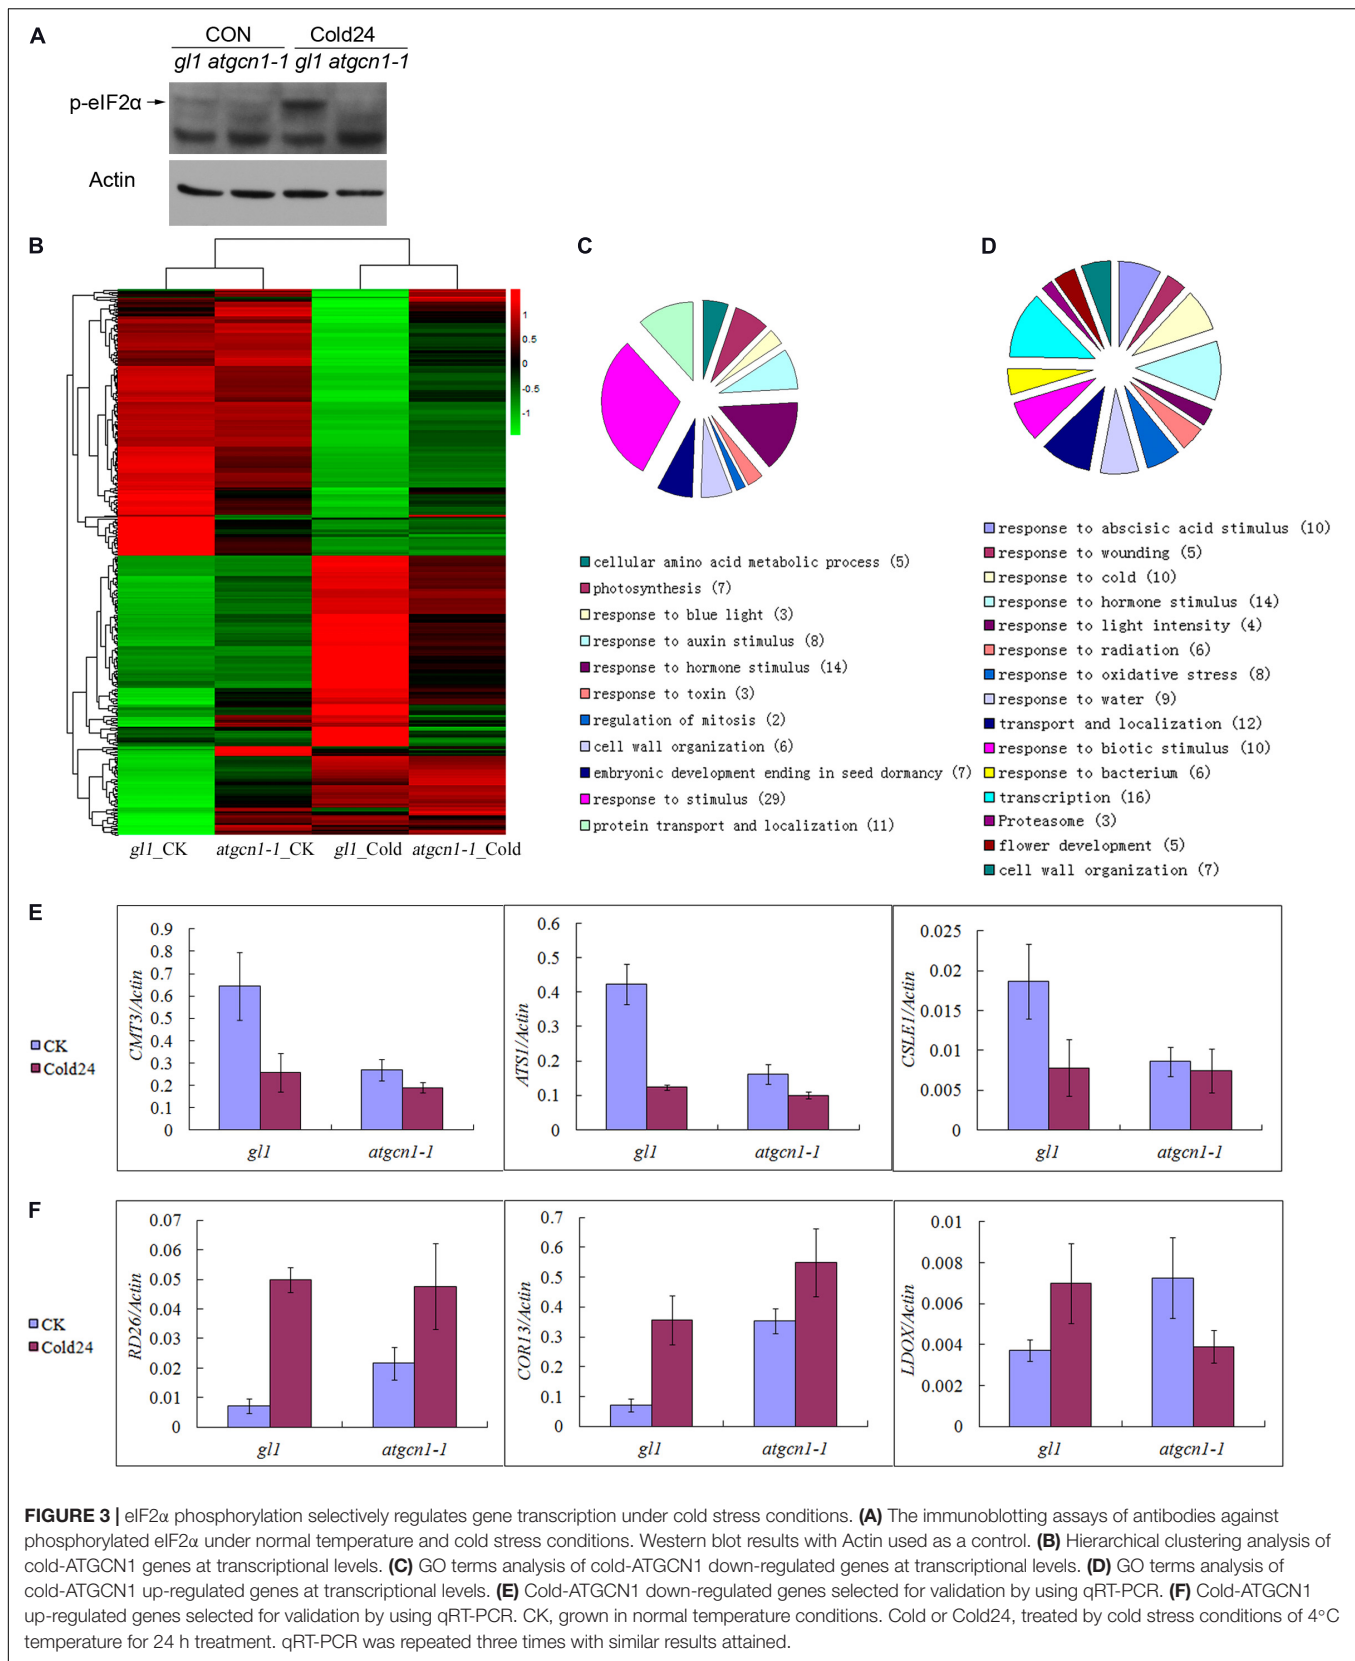 A
CON Cold24
gl1 atgcn1-1 gl1 atgcn1-1
p-eIF2α
Actin
B
1
0.5
0
-0.5
-1
gl1_CK atgcn1-1_CK gl1_Cold atgcn1-1_Cold
C
cellular amino acid metabolic process (5)
photosynthesis (7)
response to blue light (3)
response to auxin stimulus (8)
response to hormone stimulus (14)
response to toxin (3)
regulation of mitosis (2)
cell wall organization (6)
embryonic development ending in seed dormancy (7)
response to stimulus (29)
protein transport and localization (11)
D
response to abscisic acid stimulus (10)
response to wounding (5)
response to cold (10)
response to hormone stimulus (14)
response to light intensity (4)
response to radiation (6)
response to oxidative stress (8)
response to water (9)
transport and localization (12)
response to biotic stimulus (10)
response to bacterium (6)
transcription (16)
Proteasome (3)
flower development (5)
cell wall organization (7)
E
CK
Cold24
CMT3/Actin
0.9
0.8
0.7
0.6
0.5
0.4
0.3
0.2
0.1
0
gl1 atgcn1-1
ATS1/Actin
0.6
0.5
0.4
0.3
0.2
0.1
0
gl1 atgcn1-1
CSLE1/Actin
0.025
0.02
0.015
0.010
0.005
0
gl1 atgcn1-1
F
CK
Cold24
RD26/Actin
0.07
0.06
0.05
0.04
0.03
0.02
0.01
0
gl1 atgcn1-1
COR13/Actin
0.7
0.6
0.5
0.4
0.3
0.2
0.1
0
gl1 atgcn1-1
LDOX/Actin
0.01
0.008
0.006
0.004
0.002
0
gl1 atgcn1-1
FIGURE 3 | eIF2α phosphorylation selectively regulates gene transcription under cold stress conditions. (A) The immunoblotting assays of antibodies against
phosphorylated eIF2α under normal temperature and cold stress conditions. Western blot results with Actin used as a control. (B) Hierarchical clustering analysis of
cold-ATGCN1 genes at transcriptional levels. (C) GO terms analysis of cold-ATGCN1 down-regulated genes at transcriptional levels. (D) GO terms analysis of
cold-ATGCN1 up-regulated genes at transcriptional levels. (E) Cold-ATGCN1 down-regulated genes selected for validation by using qRT-PCR. (F) Cold-ATGCN1
up-regulated genes selected for validation by using qRT-PCR. CK, grown in normal temperature conditions. Cold or Cold24, treated by cold stress conditions of 4°C
temperature for 24 h treatment. qRT-PCR was repeated three times with similar results attained.